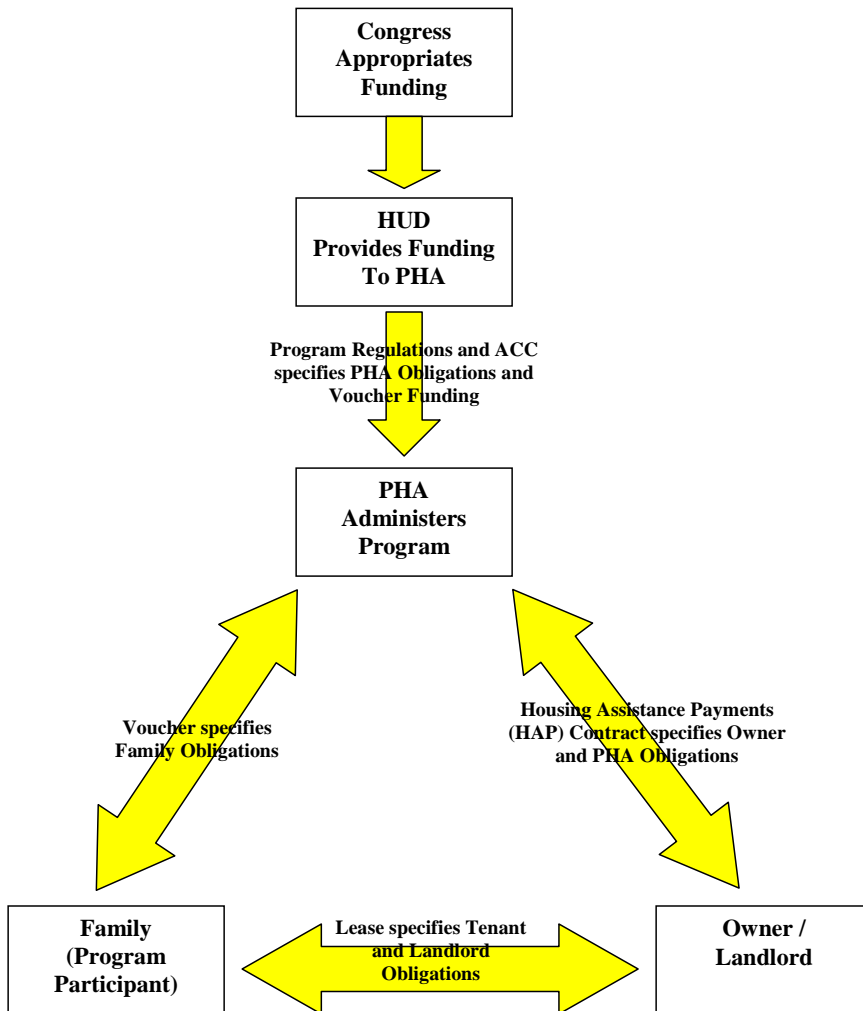 Congress
Appropriates
Funding
HUD
Provides Funding
To PHA
Program Regulations and ACC
specifies PHA Obligations and
Voucher Funding
PHA
Administers
Program
Voucher specifies
Family Obligations
Housing Assistance Payments
(HAP) Contract specifies Owner
and PHA Obligations
Family
(Program
Participant)
Lease specifies Tenant
and Landlord
Obligations
Owner /
Landlord